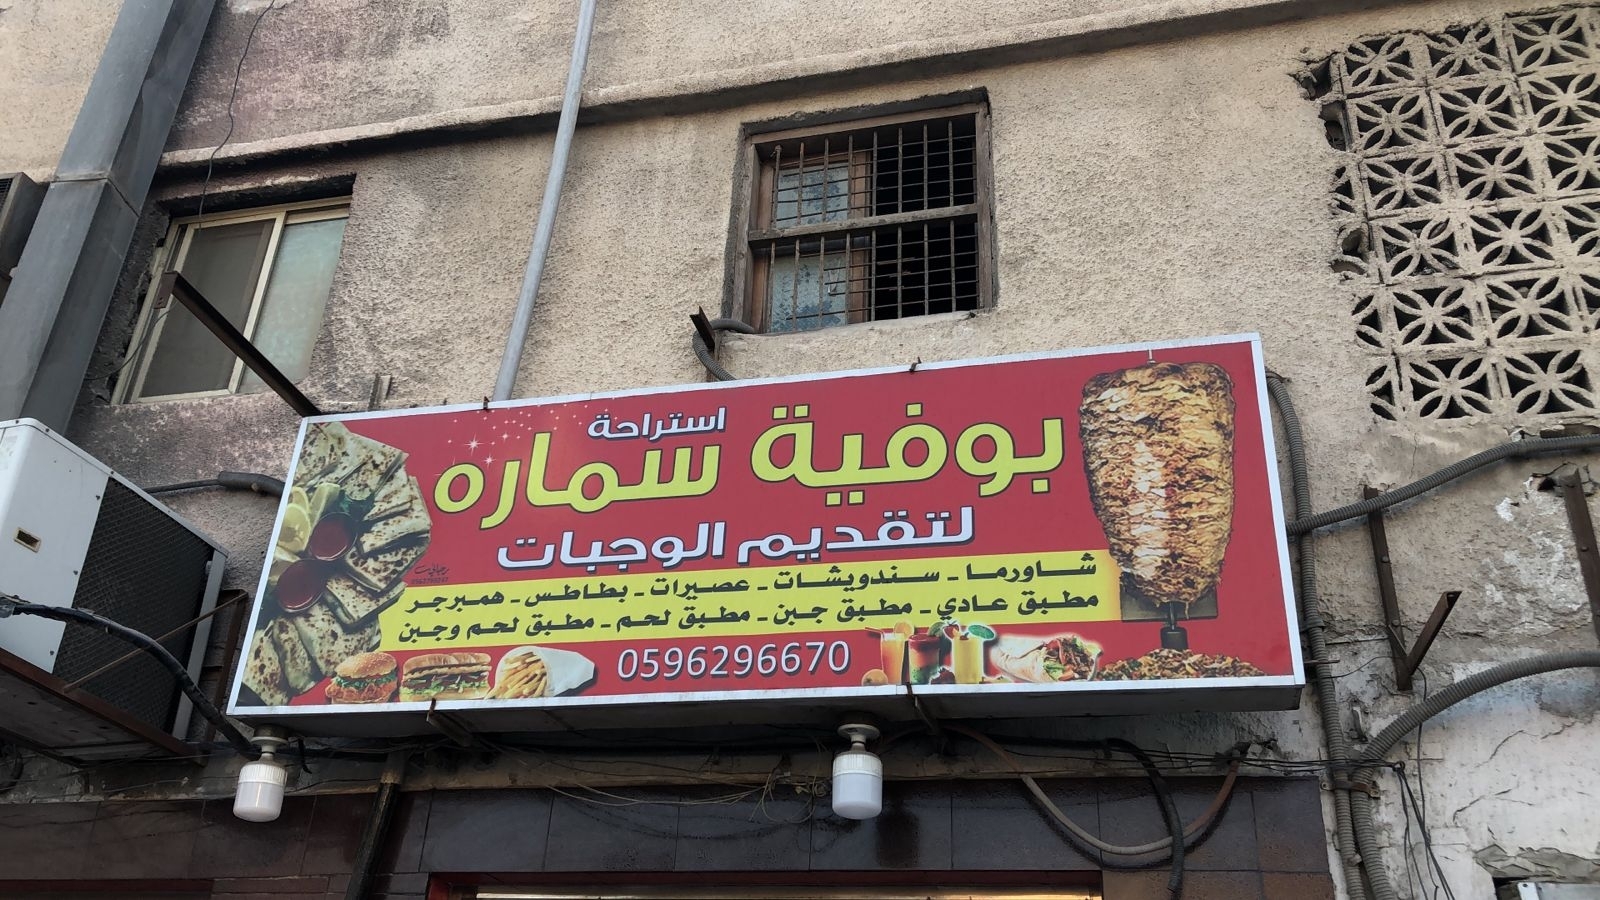 استراحة
بوفية سماره
لتقديم الوجبات
شاورما - سندويشات - عصيرات - بطاطس - همبرجر
مطبق عادي - مطبق جبن - مطبق لحم - مطبق لحم وجبن
0596296670